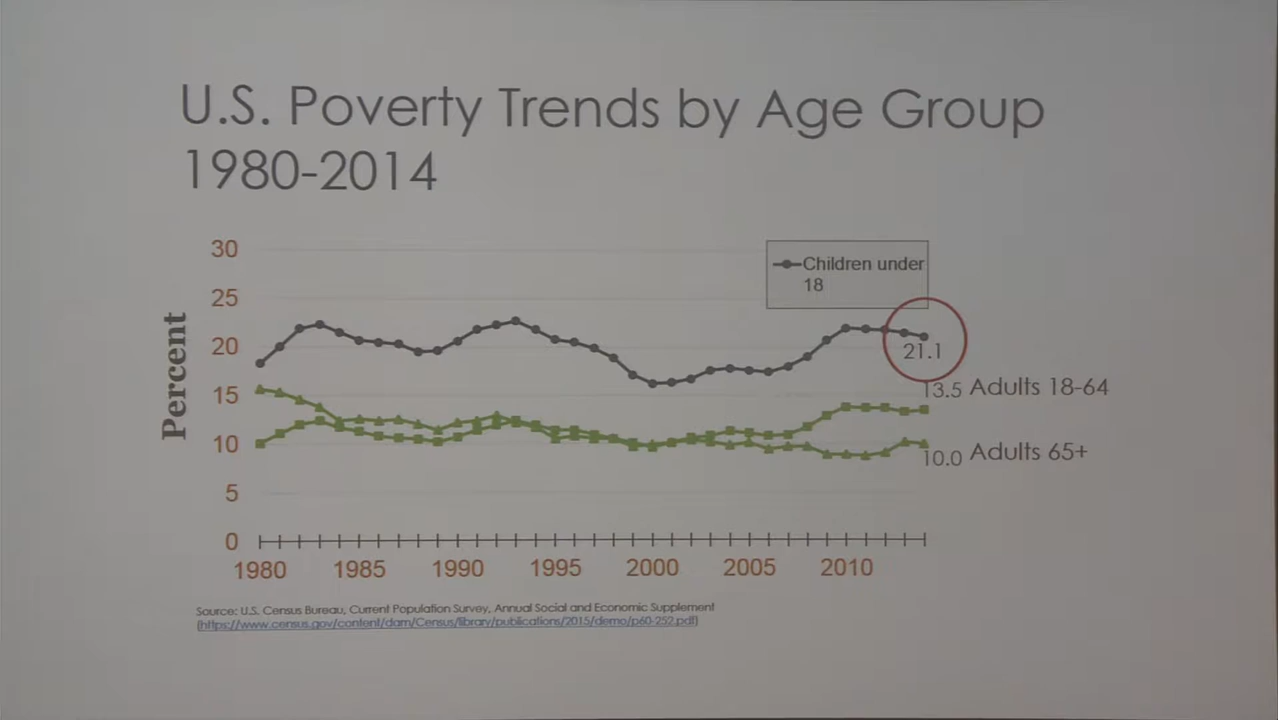 U.S. Poverty Trends by Age Group
1980-2014
30
25
20
15
10
5
0
Percent
Children under
18
21.1
13.5 Adults 18-64
10.0 Adults 65+
1980 1985 1990 1995 2000 2005 2010
Source: U.S. Census Bureau, Current Population Survey, Annual Social and Economic Supplement
(https://www.census.gov/content/dam/Census/library/publications/2015/demo/p60-252.pdf)